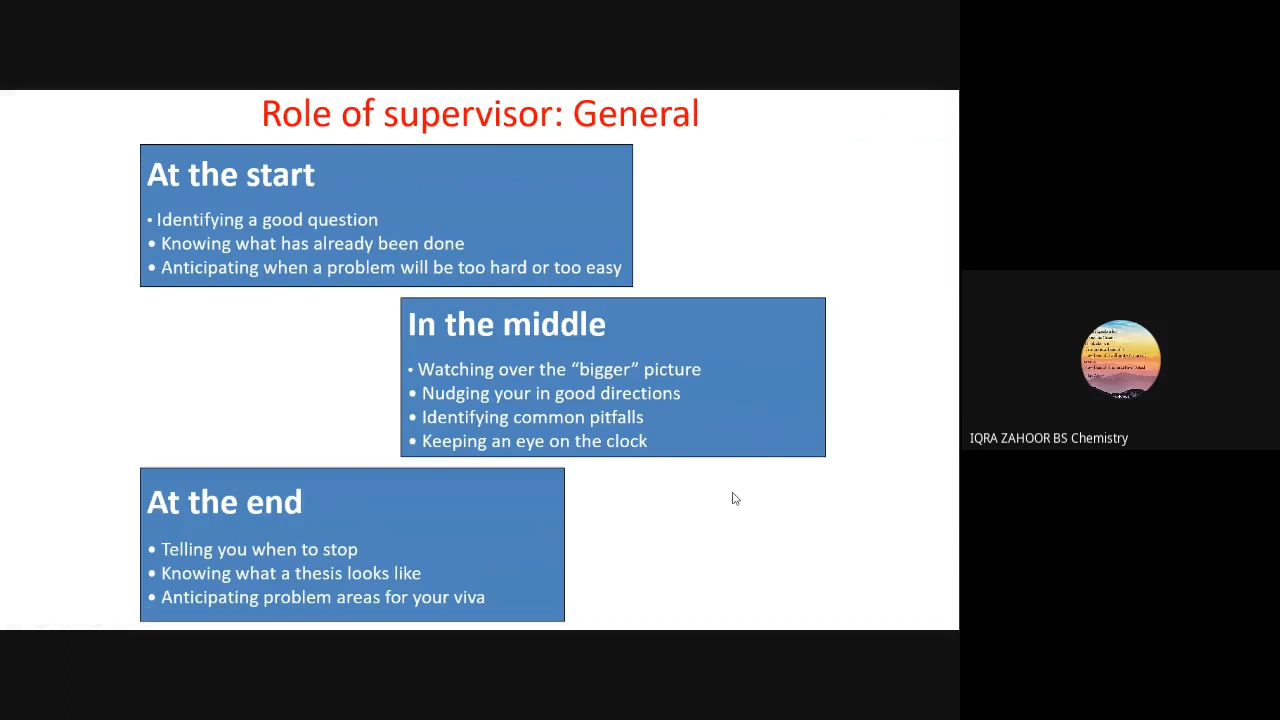 Role of supervisor: General
At the start
• Identifying a good question
• Knowing what has already been done
• Anticipating when a problem will be too hard or too easy
In the middle
• Watching over the “bigger” picture
• Nudging your in good directions
• Identifying common pitfalls
• Keeping an eye on the clock
At the end
• Telling you when to stop
• Knowing what a thesis looks like
• Anticipating problem areas for your viva
IQRA ZAHOOR BS Chemistry